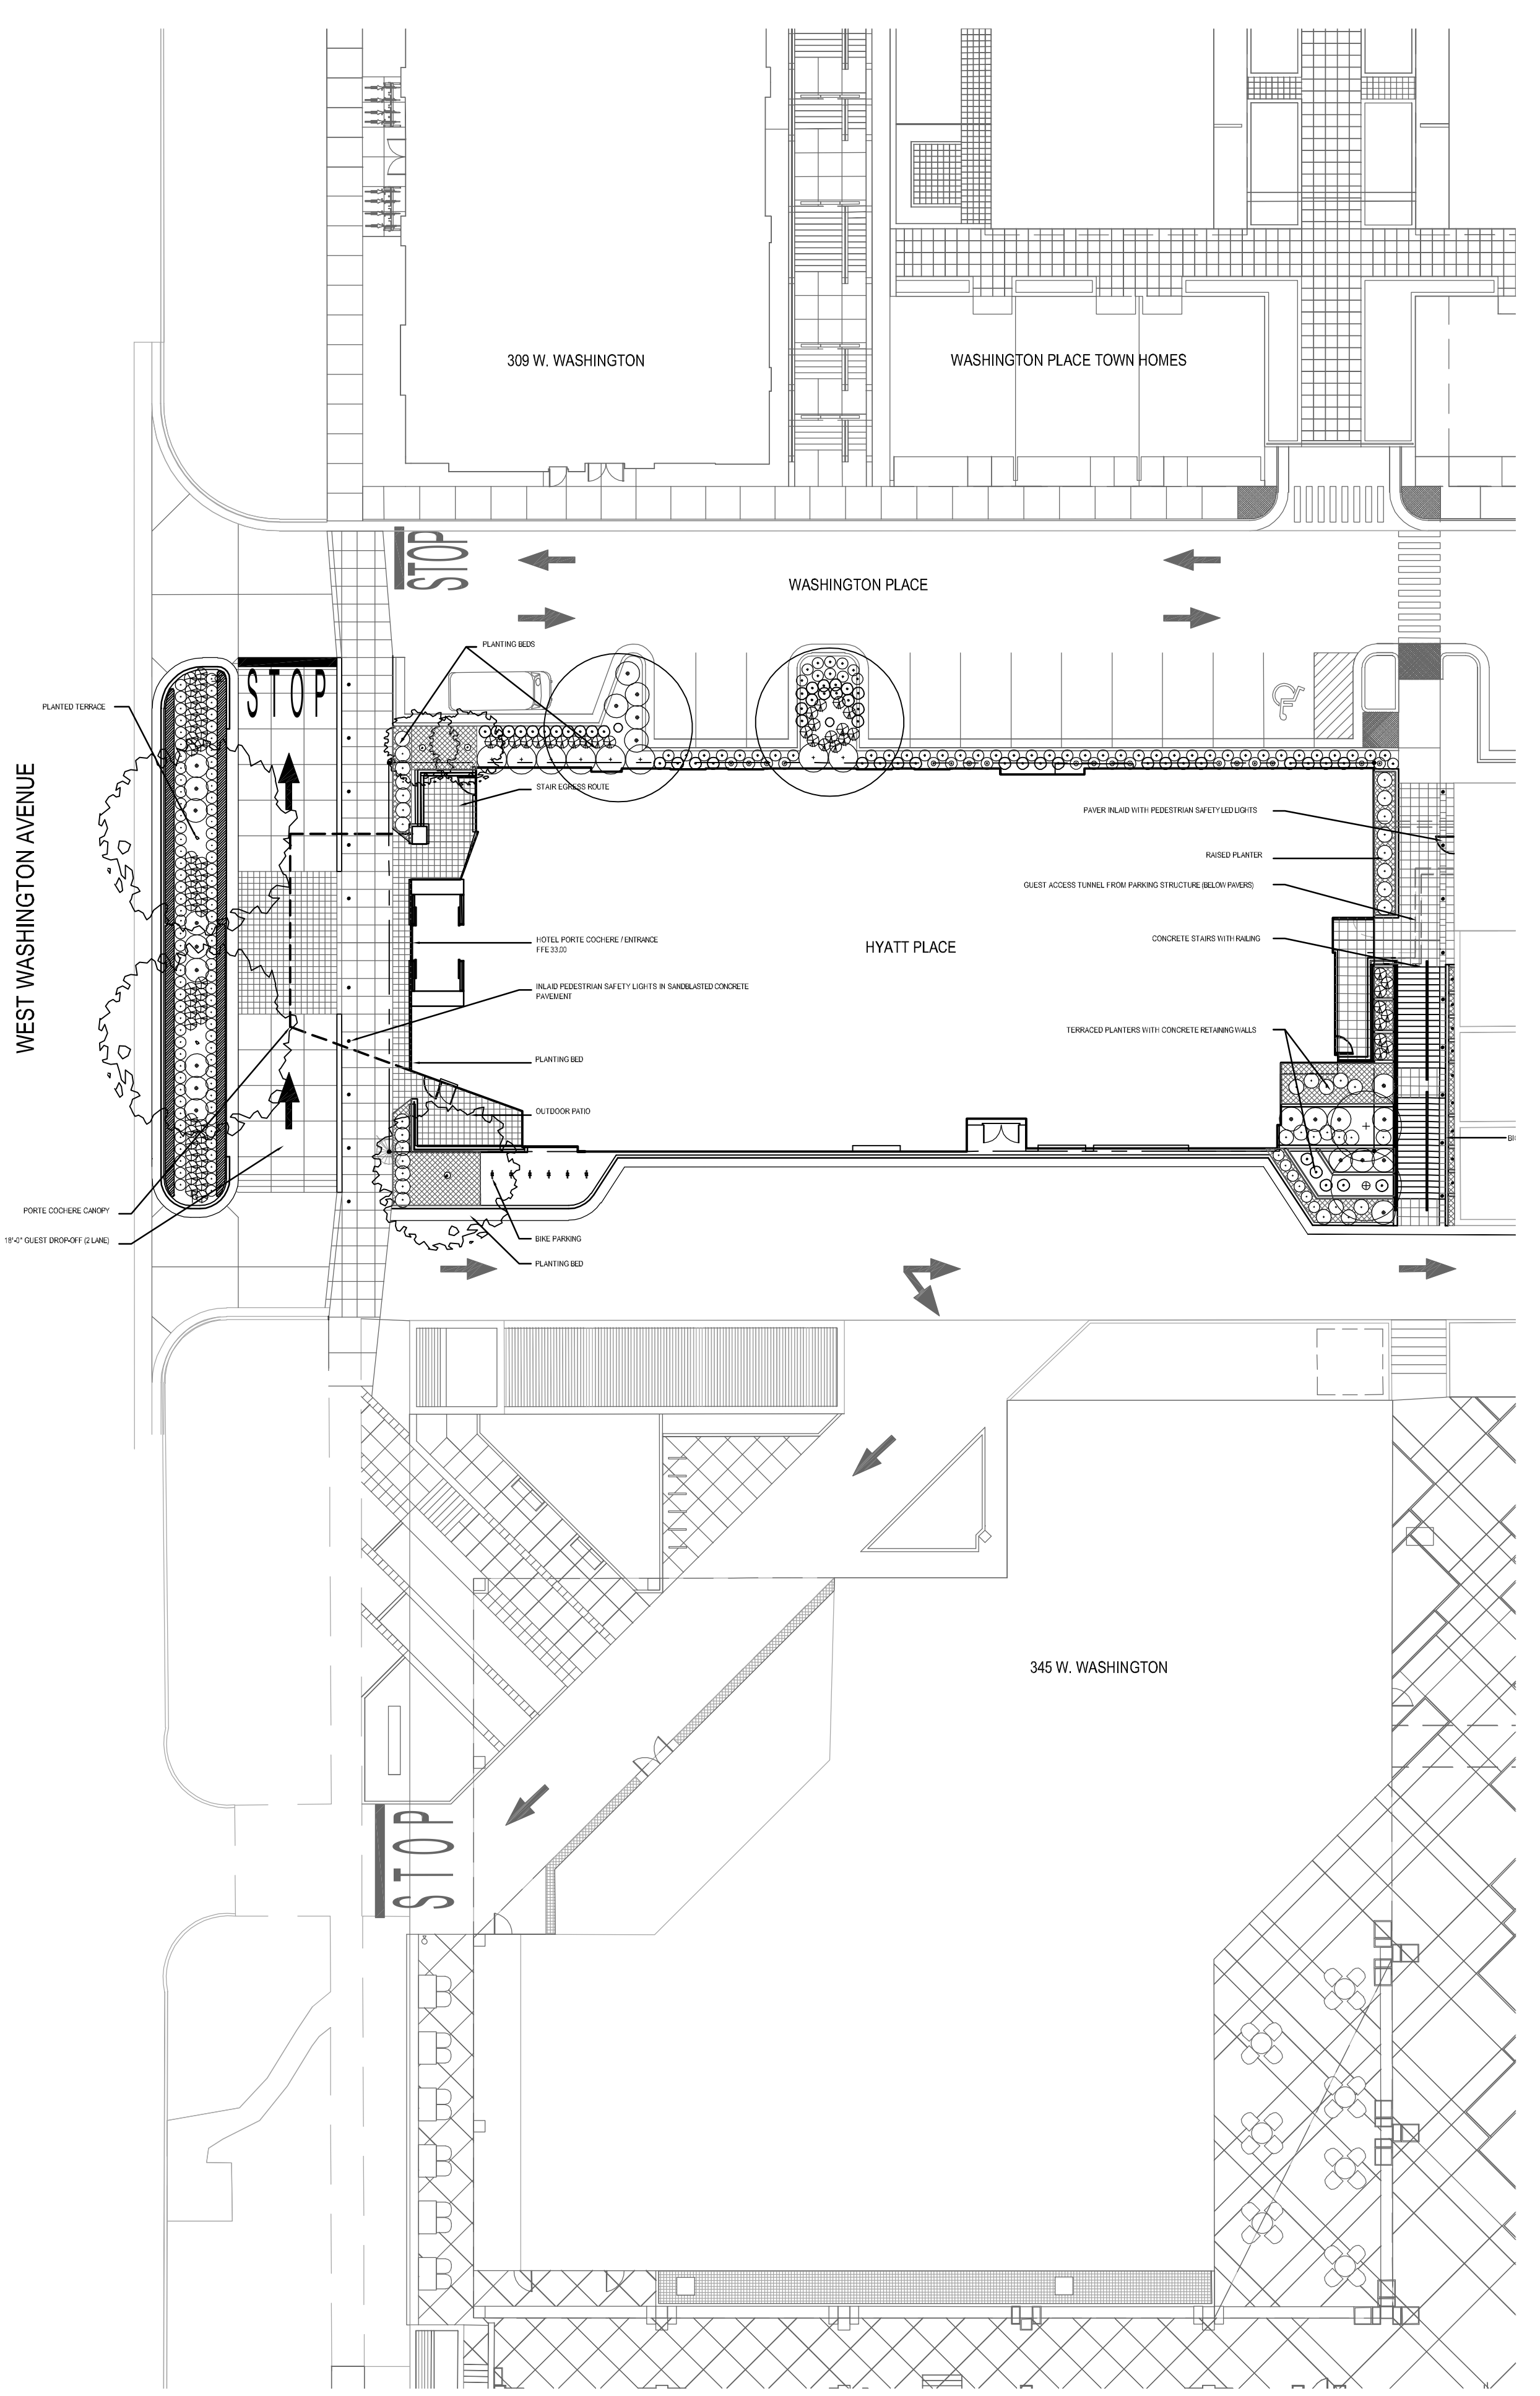 309 W. WASHINGTON
WASHINGTON PLACE TOWN HOMES
STOP
WASHINGTON PLACE
PLANTING BEDS
STOP
PLANTED TERRACE
WEST WASHINGTON AVENUE
STAIR EGRESS ROUTE
PAVER INLAID WITH PEDESTRIAN SAFETY LED LIGHTS
RAISED PLANTER
GUEST ACCESS TUNNEL FROM PARKING STRUCTURE (BELOW PAVERS)
HOTEL PORTE COCHERE / ENTRANCE
FFE 33.00
HYATT PLACE
CONCRETE STAIRS WITH RAILING
INLAID PEDESTRIAN SAFETY LIGHTS IN SANDBLASTED CONCRETE
PAVEMENT
TERRACED PLANTERS WITH CONCRETE RETAINING WALLS
PLANTING BED
OUTDOOR PATIO
PORTE COCHERE CANOPY
18'-0" GUEST DROP-OFF (2 LANE)
BIKE PARKING
PLANTING BED
345 W. WASHINGTON
STOP